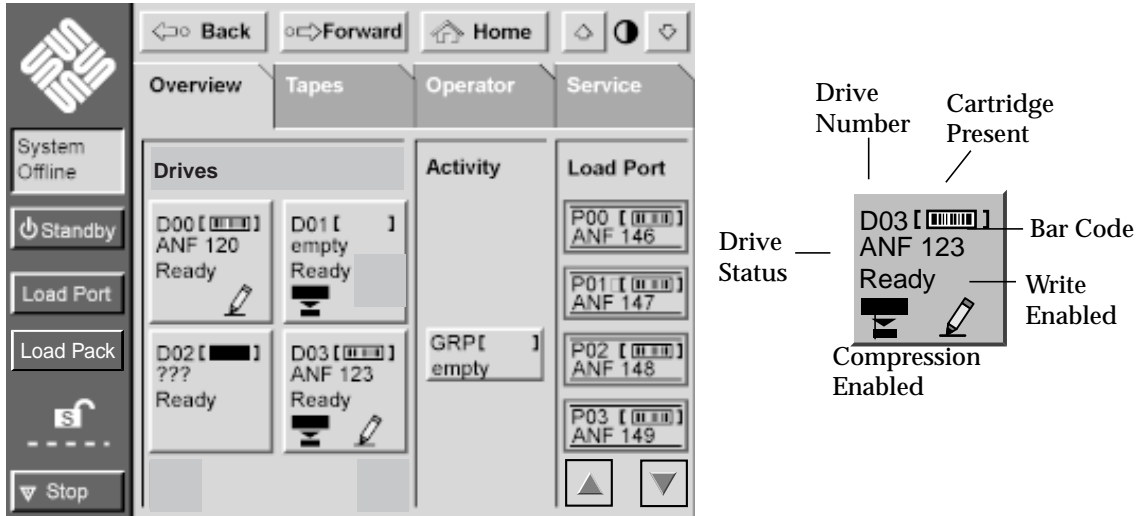 Back
Forward
Home
Overview
Tapes
Operator
Service
System
Offline
Standby
Load Port
Load Pack
S
Stop
Drives
D00 [ ]
ANF 120
Ready
D01 [ ]
empty
Ready
D02 [ ]
???
Ready
D03 [ ]
ANF 123
Ready
Activity
GRP[ ]
empty
Load Port
P00 [ ]
ANF 146
P01 [ ]
ANF 147
P02 [ ]
ANF 148
P03 [ ]
ANF 149
Drive
Number
Cartridge
Present
Drive
Status
D03 [ ]
ANF 123
Ready
Bar Code
Write
Enabled
Compression
Enabled